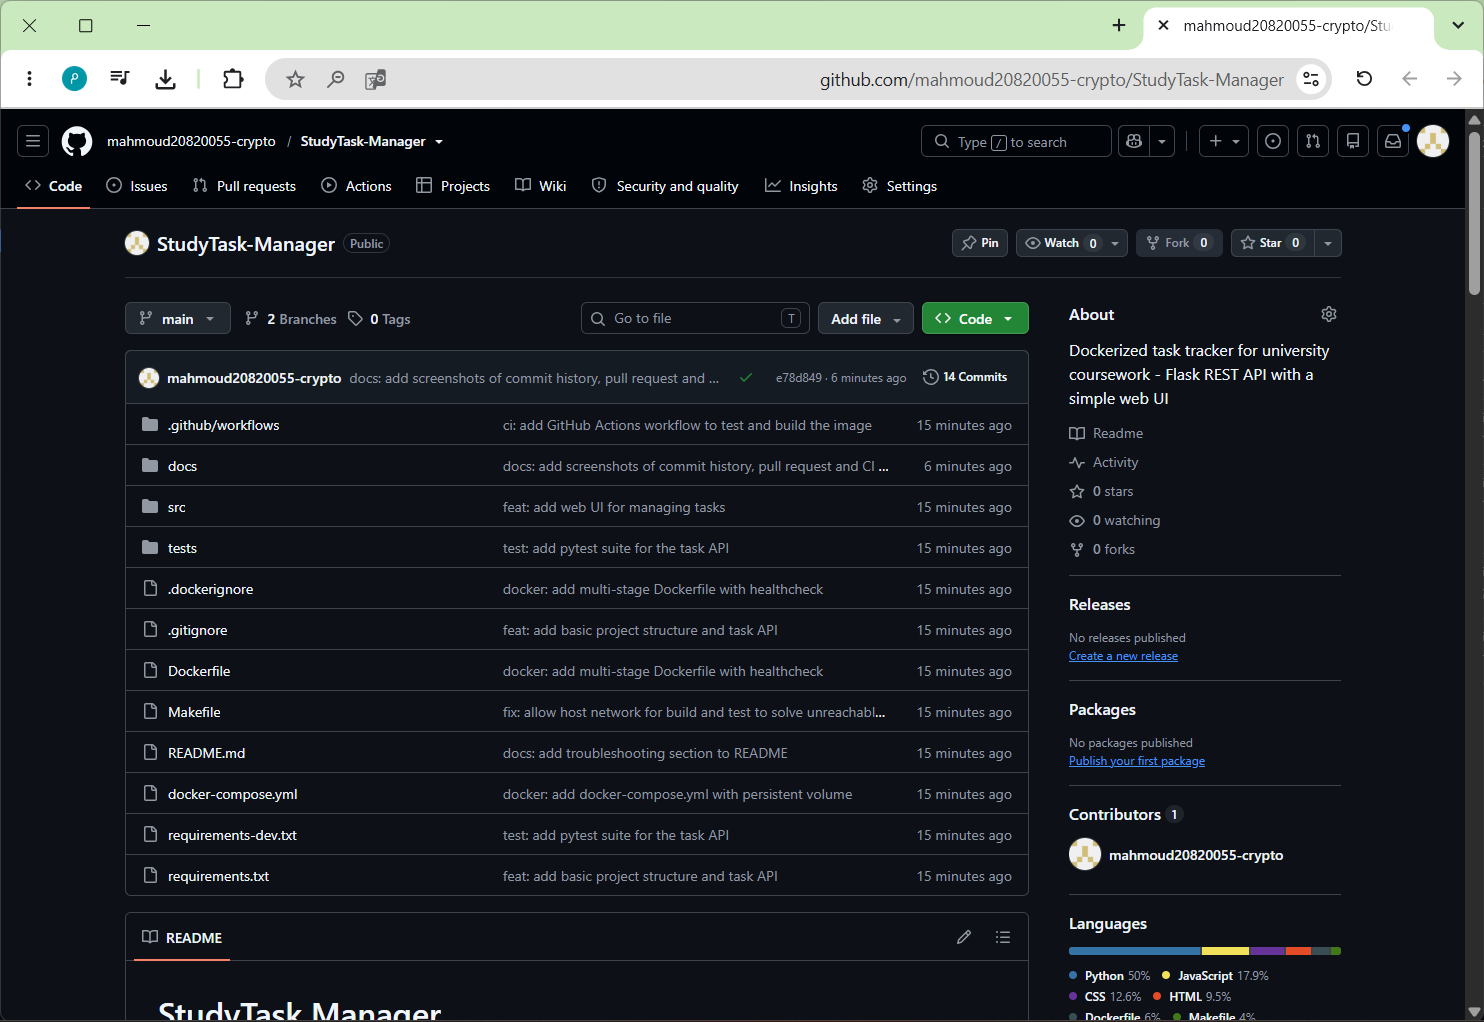 mahmoud20820055-crypto/Stu
github.com/mahmoud20820055-crypto/StudyTask-Manager
mahmoud20820055-crypto / StudyTask-Manager
Type / to search
Code
Issues
Pull requests
Actions
Projects
Wiki
Security and quality
Insights
Settings
StudyTask-Manager Public
Pin
Watch 0
Fork 0
Star 0
main
2 Branches
0 Tags
Go to file T
Add file
Code
mahmoud20820055-crypto docs: add screenshots of commit history, pull request and ... e78d849 · 6 minutes ago 14 Commits
.github/workflows ci: add GitHub Actions workflow to test and build the image 15 minutes ago
docs docs: add screenshots of commit history, pull request and CI ... 6 minutes ago
src feat: add web UI for managing tasks 15 minutes ago
tests test: add pytest suite for the task API 15 minutes ago
.dockerignore docker: add multi-stage Dockerfile with healthcheck 15 minutes ago
.gitignore feat: add basic project structure and task API 15 minutes ago
Dockerfile docker: add multi-stage Dockerfile with healthcheck 15 minutes ago
Makefile fix: allow host network for build and test to solve unreachabl... 15 minutes ago
README.md docs: add troubleshooting section to README 15 minutes ago
docker-compose.yml docker: add docker-compose.yml with persistent volume 15 minutes ago
requirements-dev.txt test: add pytest suite for the task API 15 minutes ago
requirements.txt feat: add basic project structure and task API 15 minutes ago
README
StudyTask Manager
About
Dockerized task tracker for university
coursework - Flask REST API with a
simple web UI
Readme
Activity
0 stars
0 watching
0 forks
Releases
No releases published
Create a new release
Packages
No packages published
Publish your first package
Contributors 1
mahmoud20820055-crypto
Languages
Python 50% JavaScript 17.9%
CSS 12.6% HTML 9.5%
Dockerfile 6% Makefile 4%